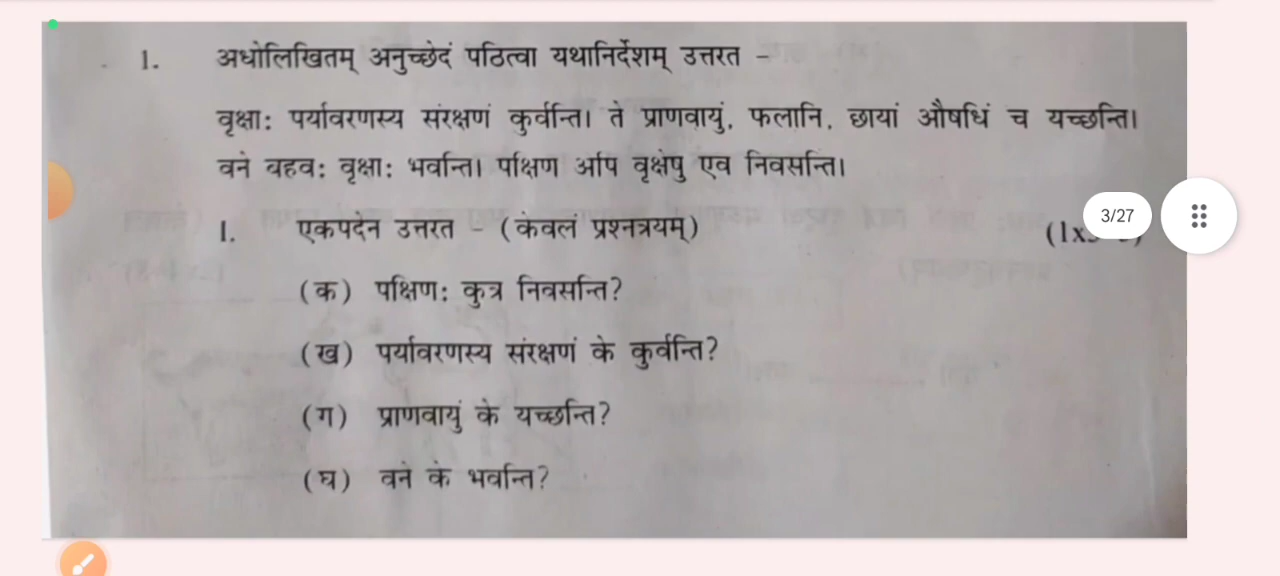 1. अधोलिखितम् अनुच्छेदं पठित्वा यथानिर्देशम् उत्तरत -
वृक्षाः पर्यावरणस्य संरक्षणं कुर्वन्ति। ते प्राणवायुं, फलानि, छायां औषधिं च यच्छन्ति।
वने बहवः वृक्षाः भवन्ति। पक्षिण अपि वृक्षेषु एव निवसन्ति।
3/27
I. एकपदेन उत्तरत - (केवलं प्रश्नत्रयम्)
(क) पक्षिणः कुत्र निवसन्ति?
(ख) पर्यावरणस्य संरक्षणं के कुर्वन्ति?
(ग) प्राणवायुं के यच्छन्ति?
(घ) वने के भवन्ति?